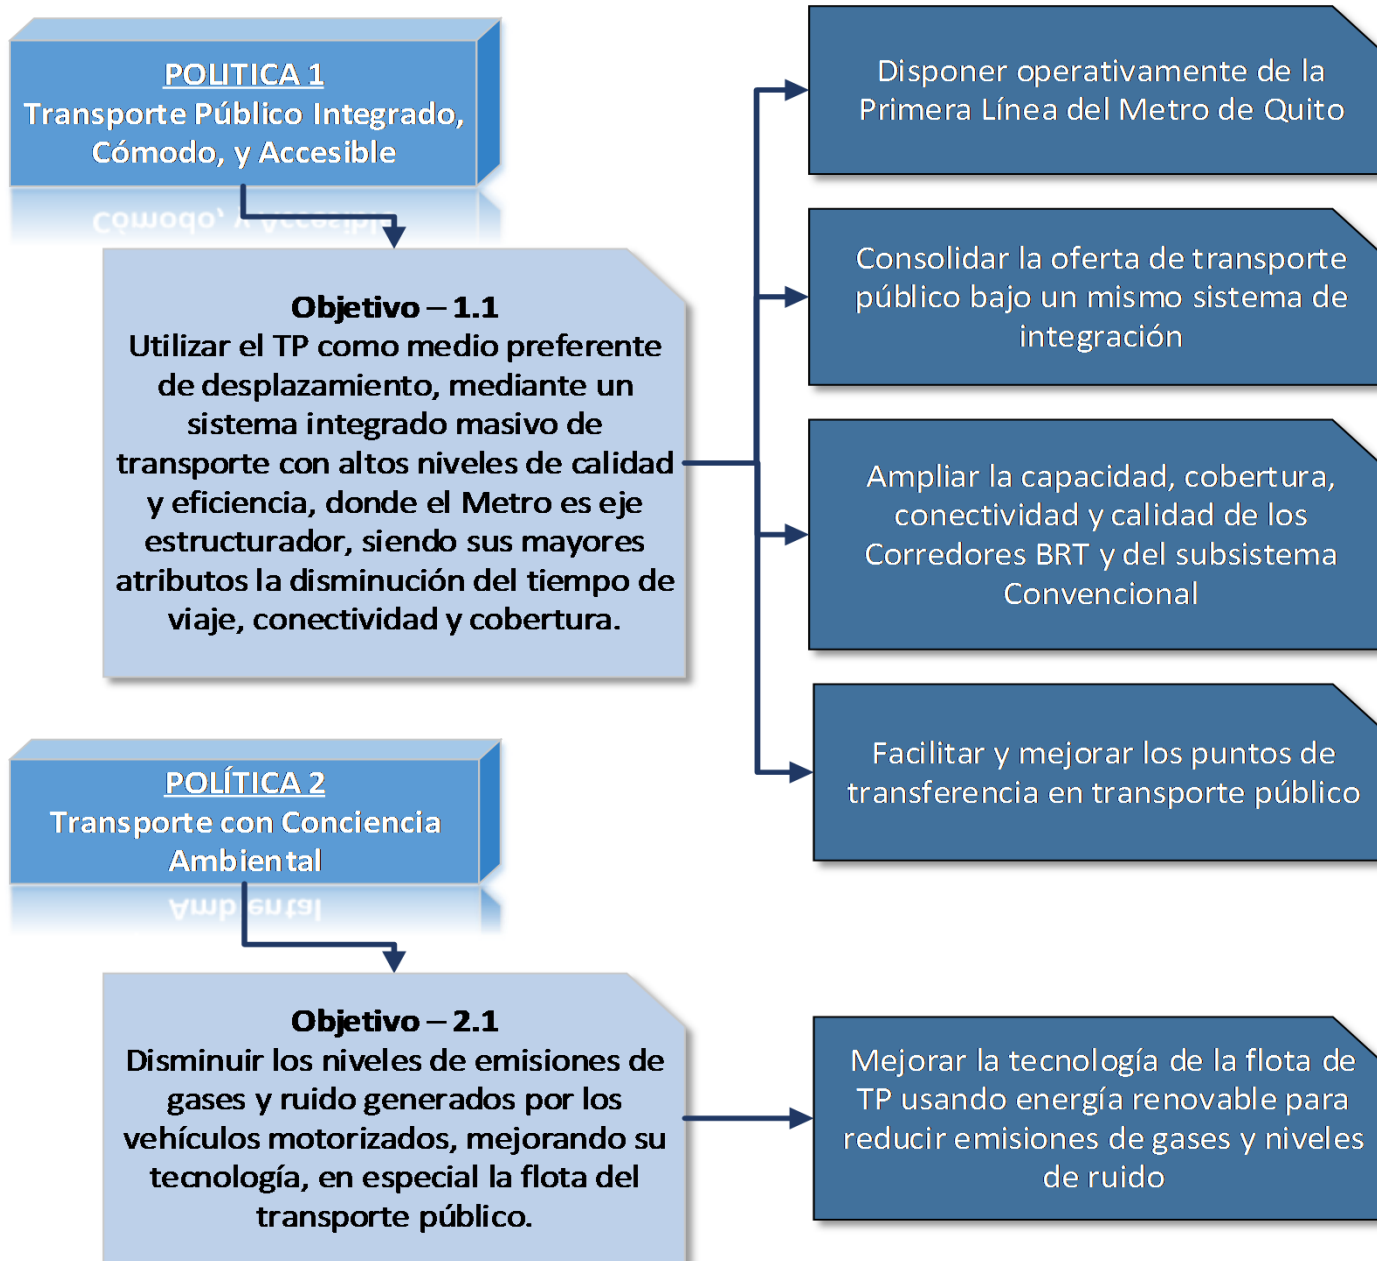 POLITICA 1
Transporte Público Integrado,
Cómodo, y Accesible
Objetivo – 1.1
Utilizar el TP como medio preferente
de desplazamiento, mediante un
sistema integrado masivo de
transporte con altos niveles de calidad
y eficiencia, donde el Metro es eje
estructurador, siendo sus mayores
atributos la disminución del tiempo de
viaje, conectividad y cobertura.
Disponer operativamente de la
Primera Línea del Metro de Quito
Consolidar la oferta de transporte
público bajo un mismo sistema de
integración
Ampliar la capacidad, cobertura,
conectividad y calidad de los
Corredores BRT y del subsistema
Convencional
Facilitar y mejorar los puntos de
transferencia en transporte público
POLÍTICA 2
Transporte con Conciencia
Ambiental
Objetivo – 2.1
Disminuir los niveles de emisiones de
gases y ruido generados por los
vehículos motorizados, mejorando su
tecnología, en especial la flota del
transporte público.
Mejorar la tecnología de la flota de
TP usando energía renovable para
reducir emisiones de gases y niveles
de ruido